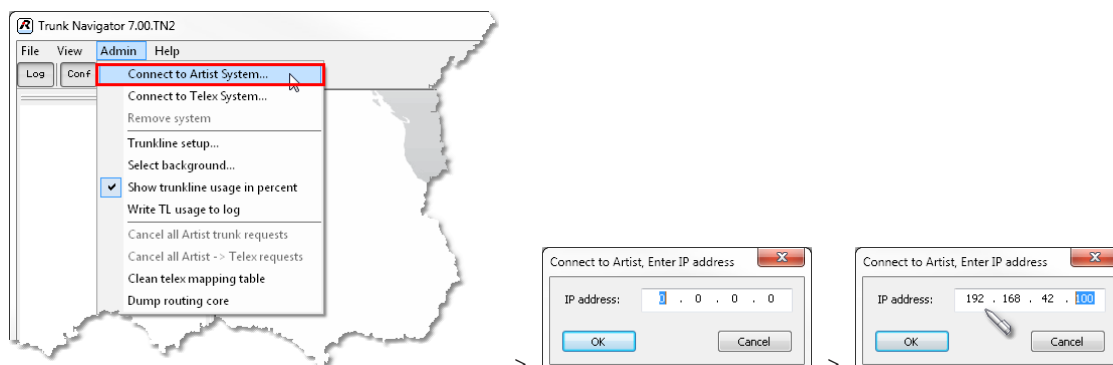 Trunk Navigator 7.00.TN2
File View Admin Help
Log Conf
Connect to Artist System...
Connect to Telex System...
Remove system
Trunkline setup...
Select background...
Show trunkline usage in percent
Write TL usage to log
Cancel all Artist trunk requests
Cancel all Artist -> Telex requests
Clean telex mapping table
Dump routing core
>
Connect to Artist, Enter IP address
IP address: 0 . 0 . 0 . 0
OK Cancel
>
Connect to Artist, Enter IP address
IP address: 192 . 168 . 42 . 100
OK Cancel